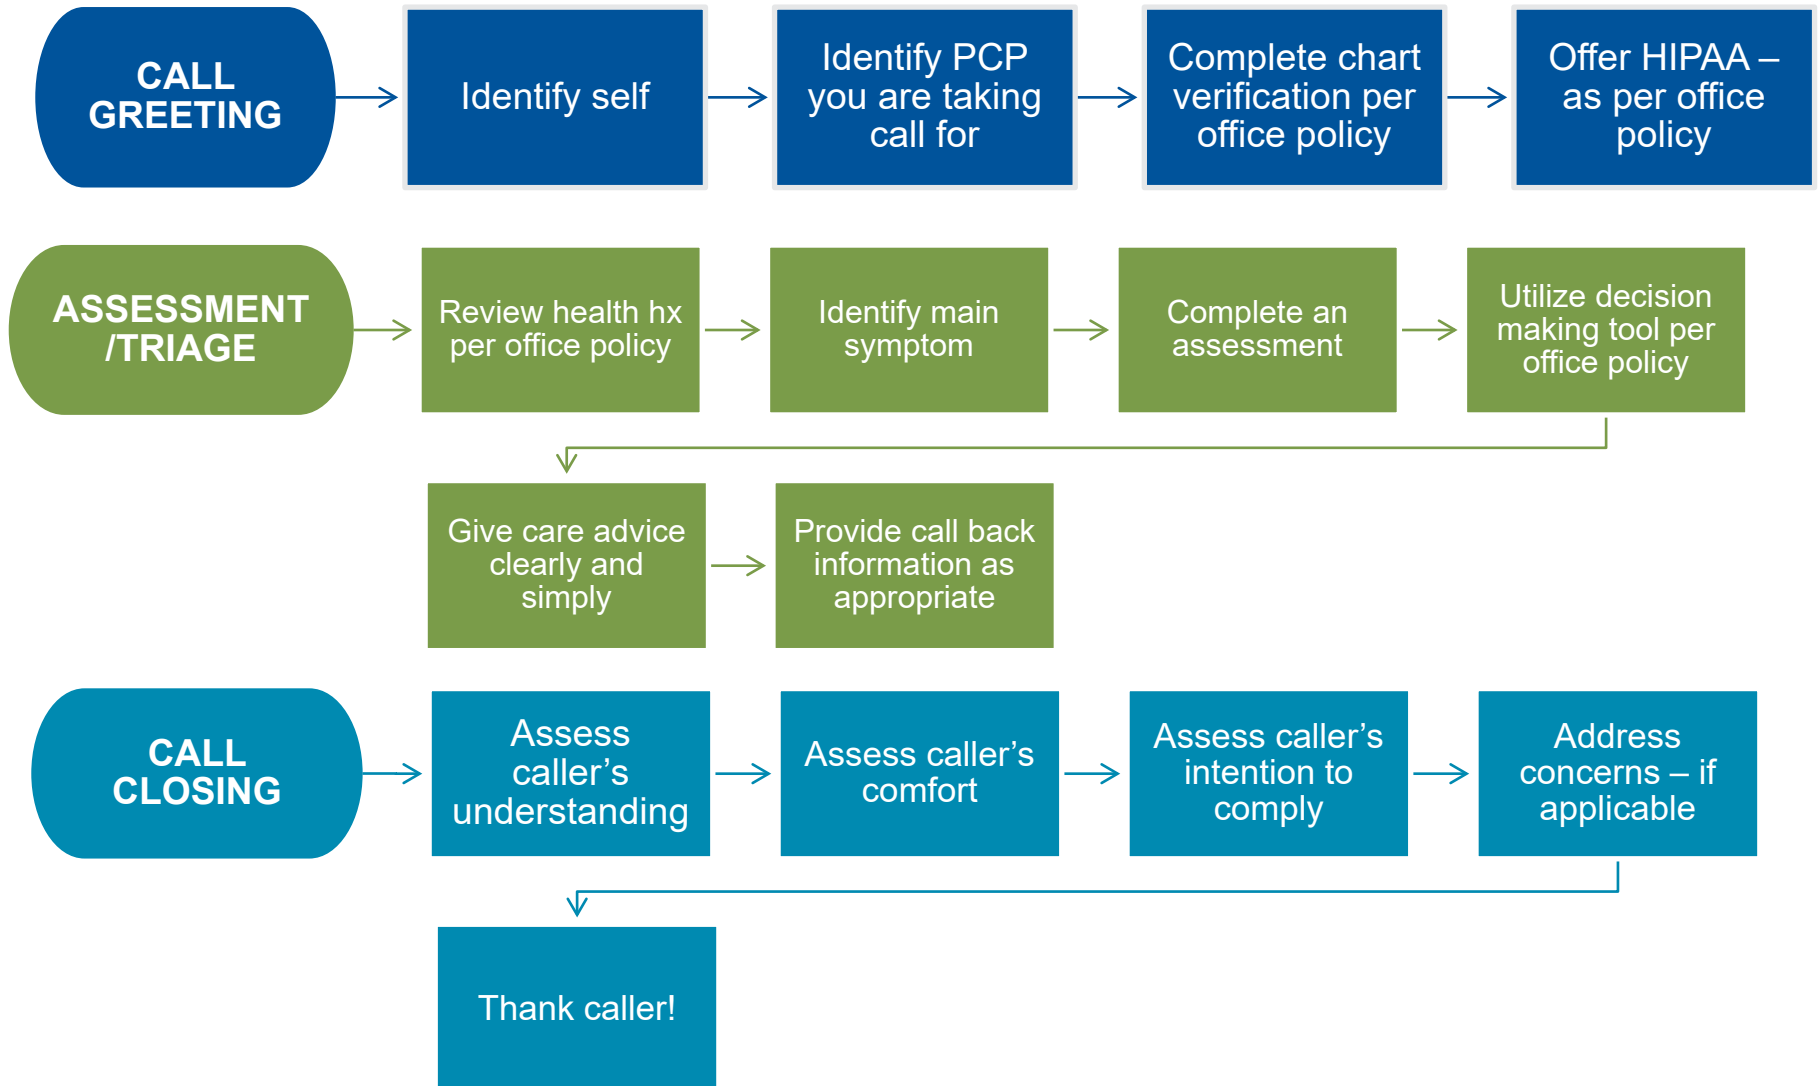 CALL
GREETING
Identify self
Identify PCP
you are taking
call for
Complete chart
verification per
office policy
Offer HIPAA –
as per office
policy
ASSESSMENT
/TRIAGE
Review health hx
per office policy
Identify main
symptom
Complete an
assessment
Utilize decision
making tool per
office policy
Give care advice
clearly and
simply
Provide call back
information as
appropriate
CALL
CLOSING
Assess
caller’s
understanding
Assess caller’s
comfort
Assess caller’s
intention to
comply
Address
concerns – if
applicable
Thank caller!